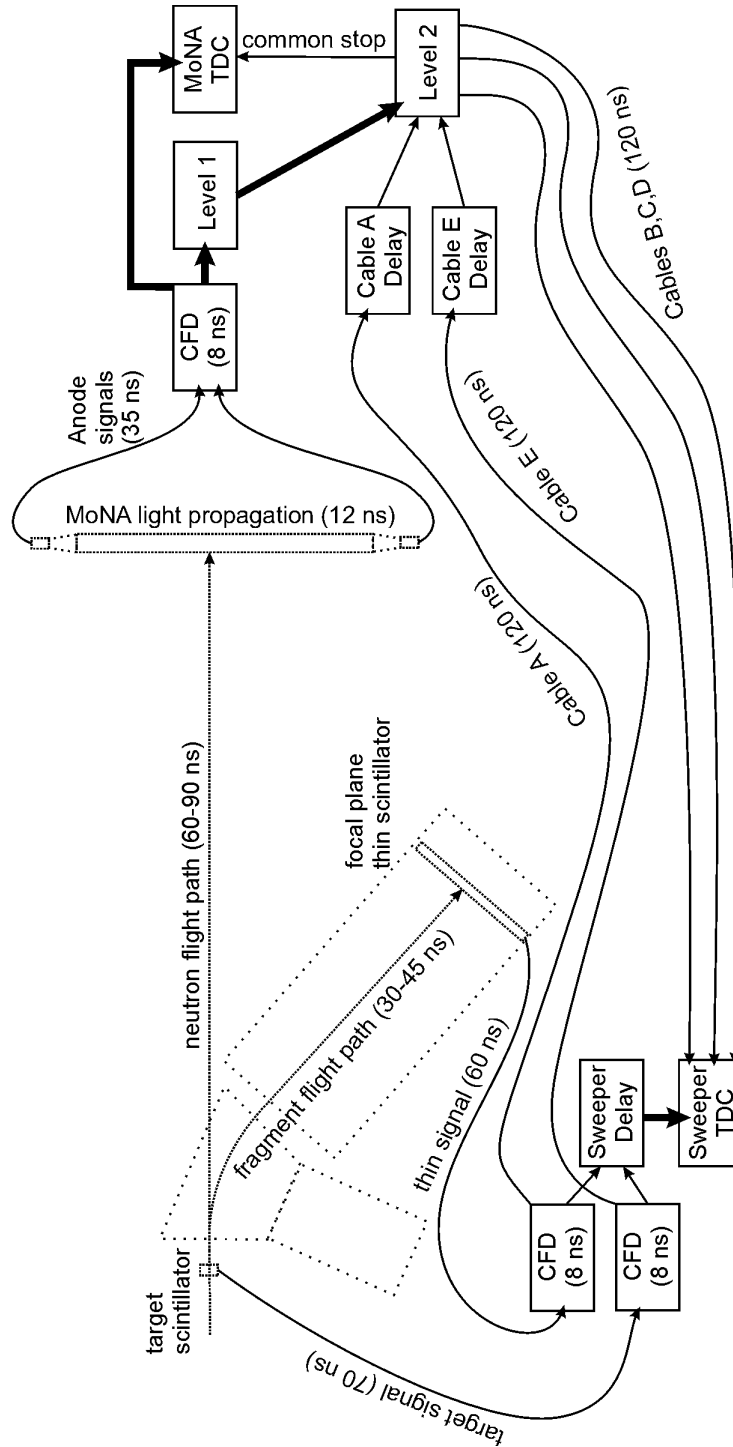 target
scintillator
neutron flight path (60-90 ns)
MoNA light propagation (12 ns)
Anode
signals
(35 ns)
CFD
(8 ns)
Level 1
MoNA
TDC
common stop
Level 2
Cable A
Delay
Cable E
Delay
Cables B,C,D (120 ns)
focal plane
thin scintillator
fragment flight path (30-45 ns)
thin signal (60 ns)
Cable A (120 ns)
Cable E (120 ns)
target signal (70 ns)
CFD
(8 ns)
CFD
(8 ns)
Sweeper
Delay
Sweeper
TDC